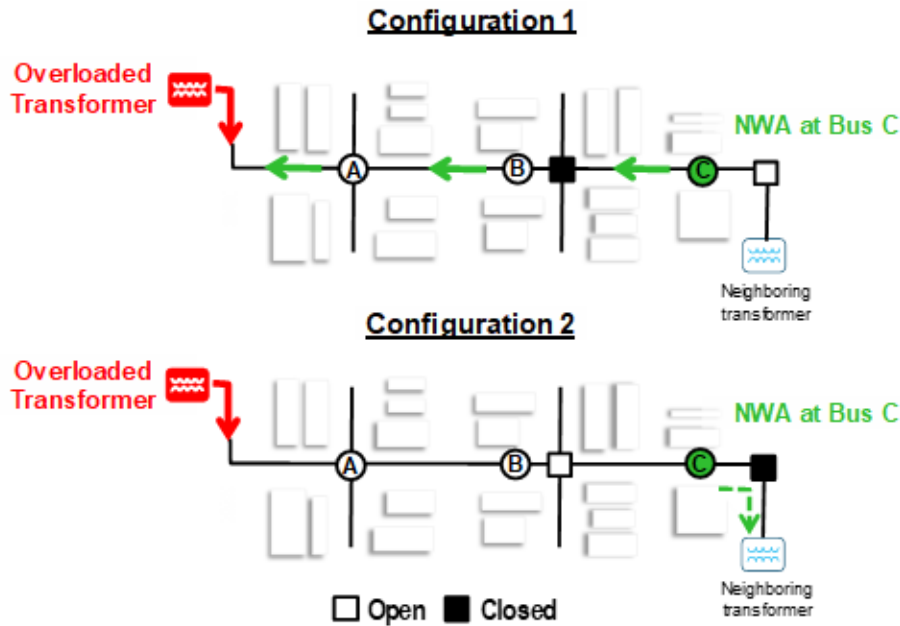 Configuration 1
Overloaded
Transformer
NWA at Bus C
A
B
C
Neighboring
transformer
Configuration 2
Overloaded
Transformer
NWA at Bus C
A
B
C
Neighboring
transformer
Open Closed